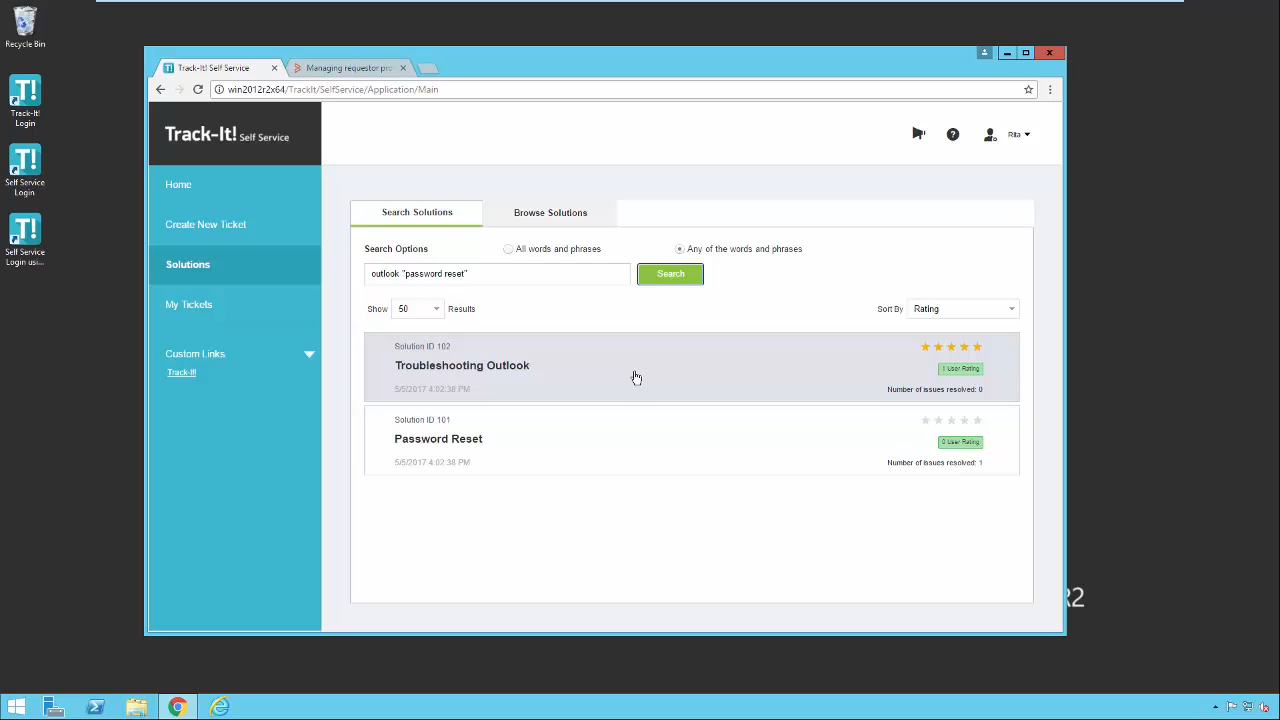 Recycle Bin
Track-It!
Login
Self Service
Login
Self Service
Login usi...
Track-It! Self Service
Managing requestor pro
win2012r2x64/TrackIt/SelfService/Application/Main
Track-It! Self Service
Rita
Home
Create New Ticket
Solutions
My Tickets
Custom Links
Track-It!
Search Solutions
Browse Solutions
Search Options
All words and phrases
Any of the words and phrases
outlook "password reset"
Search
Show
50
Results
Sort By
Rating
Solution ID 102
Troubleshooting Outlook
5/5/2017 4:02:38 PM
1 User Rating
Number of issues resolved: 0
Solution ID 101
Password Reset
5/5/2017 4:02:38 PM
0 User Rating
Number of issues resolved: 1
R2